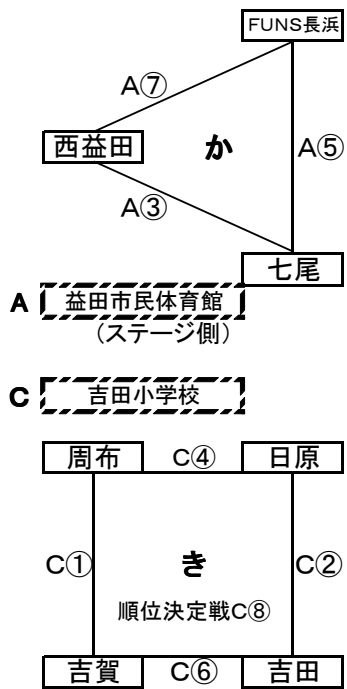 FUNS長浜
A⑦
西益田
か
A⑤
A③
七尾
A 益田市民体育館
（ステージ側）
C 吉田小学校
周布 C④ 日原
C① き C②
順位決定戦C⑧
吉賀 C⑥ 吉田